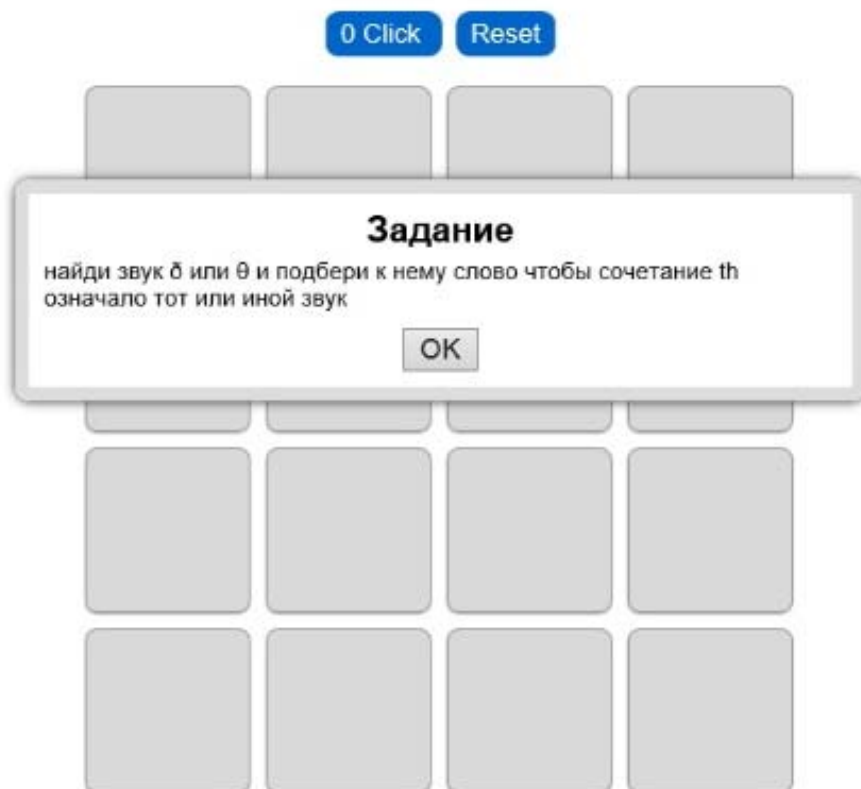 0 Click
Reset
Задание
найди звук ð или θ и подбери к нему слово чтобы сочетание th
означало тот или иной звук
OK